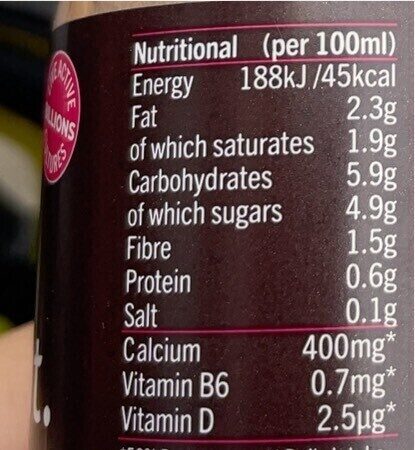 Nutritional (per 100ml)
Energy 188kJ/45kcal
Fat 2.3g
of which saturates 1.9g
Carbohydrates 5.9g
of which sugars 4.9g
Fibre 1.5g
Protein 0.6g
Salt 0.1g
Calcium 400mg*
Vitamin B6 0.7mg*
Vitamin D 2.5µg*
ACTIVE
t.